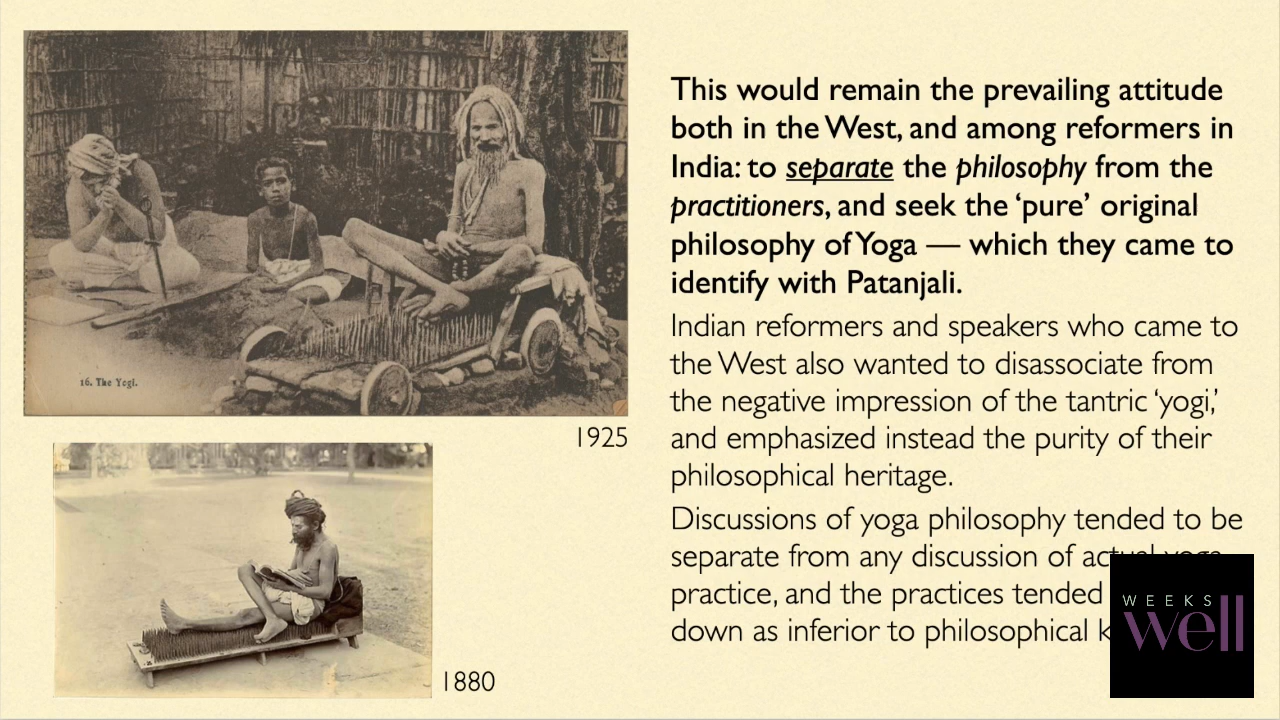 16. The Yogi.
1925
1880
This would remain the prevailing attitude
both in the West, and among reformers in
India: to separate the philosophy from the
practitioners, and seek the ‘pure’ original
philosophy of Yoga — which they came to
identify with Patanjali.
Indian reformers and speakers who came to
the West also wanted to disassociate from
the negative impression of the tantric ‘yogi,’
and emphasized instead the purity of their
philosophical heritage.
Discussions of yoga philosophy tended to be
separate from any discussion of actual yoga
practice, and the practices tended
down as inferior to philosophical
WEEKS
well